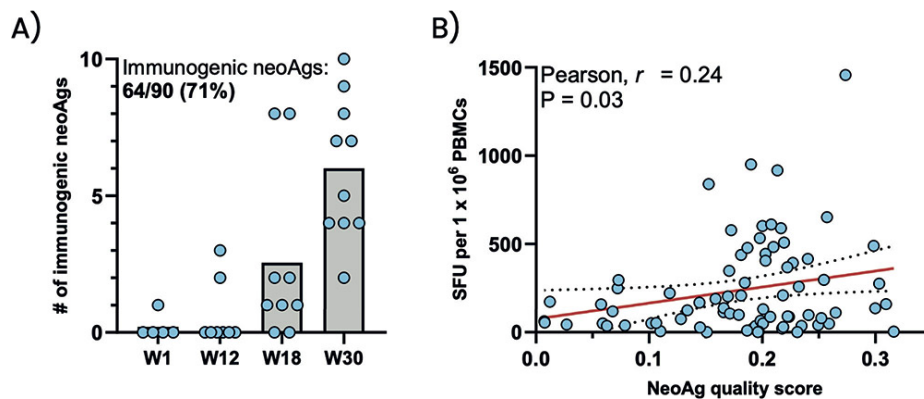 A)
Immunogenic neoAgs:
64/90 (71%)
# of immunogenic neoAgs
10
5
0
W1 W12 W18 W30
B)
Pearson, r = 0.24
P = 0.03
SFU per 1 x 10⁶ PBMCs
1500
1000
500
0
0.0 0.1 0.2 0.3
NeoAg quality score